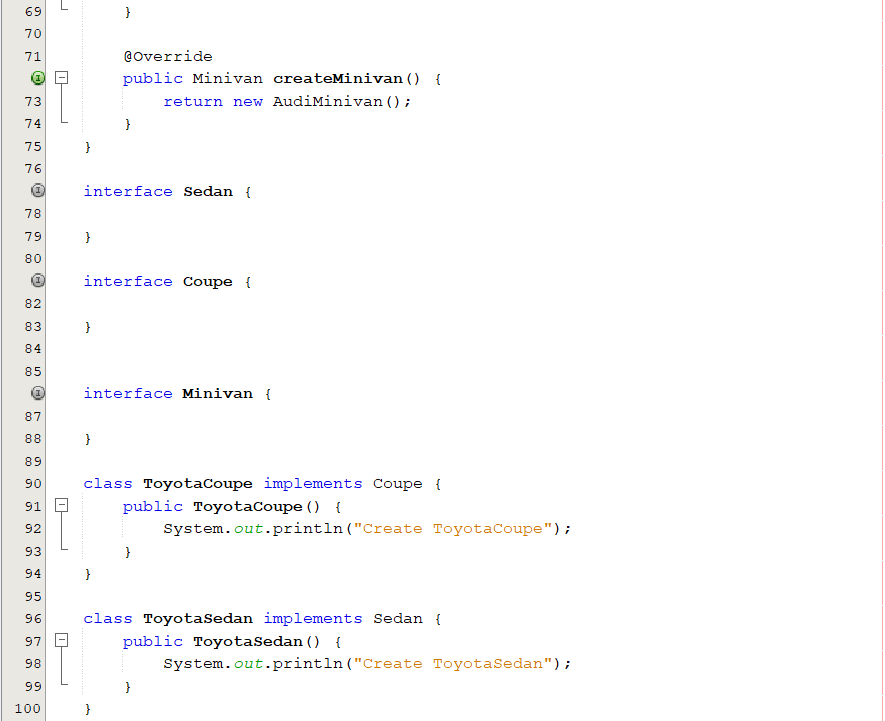 69 }
70
71 @Override
public Minivan createMinivan() {
73 return new AudiMinivan();
74 }
75 }
76
interface Sedan {
78
79 }
80
interface Coupe {
82
83 }
84
85
interface Minivan {
87
88 }
89
90 class ToyotaCoupe implements Coupe {
91 public ToyotaCoupe() {
92 System.out.println("Create ToyotaCoupe");
93 }
94 }
95
96 class ToyotaSedan implements Sedan {
97 public ToyotaSedan() {
98 System.out.println("Create ToyotaSedan");
99 }
100 }